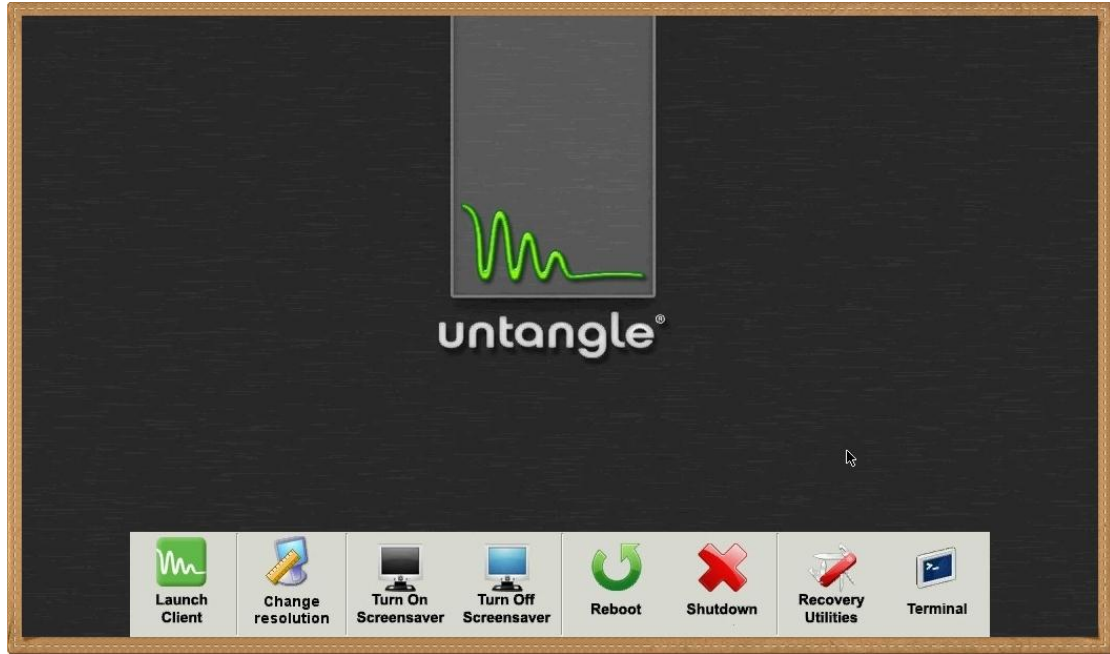 untangle®
Launch
Client
Change
resolution
Turn On
Screensaver
Turn Off
Screensaver
Reboot
Shutdown
Recovery
Utilities
Terminal